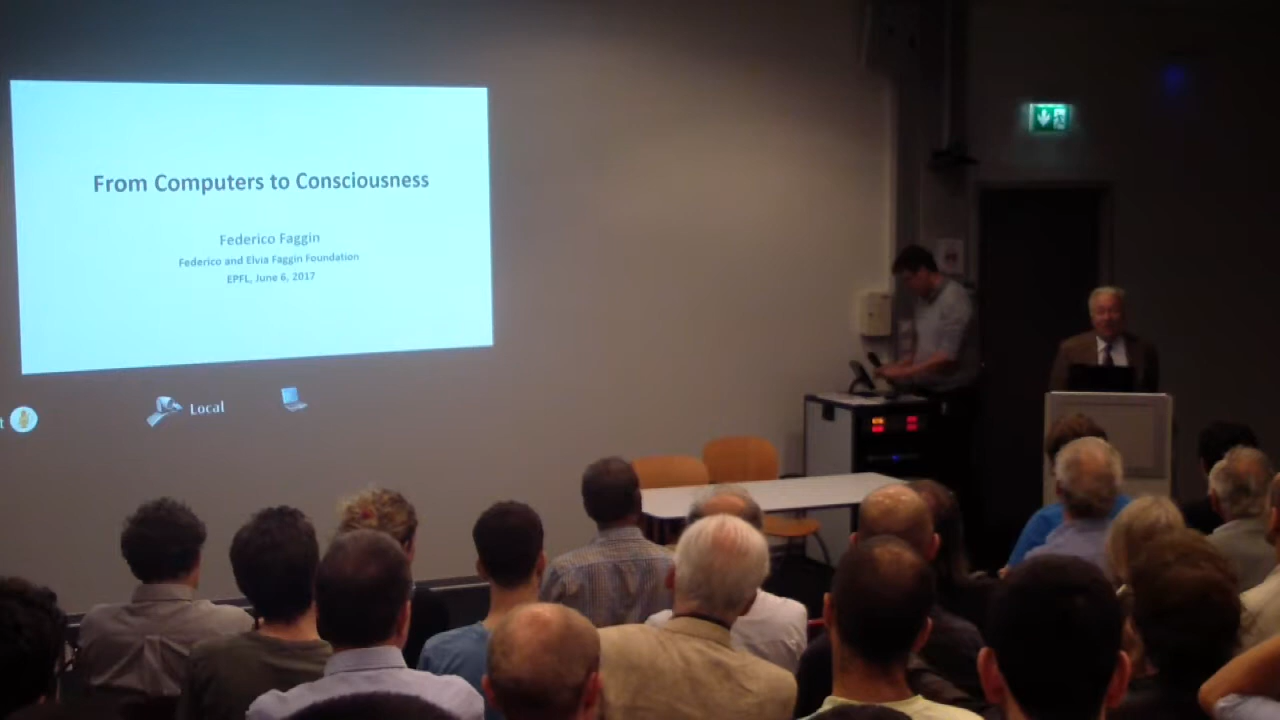 From Computers to Consciousness
Federico Faggin
Federico and Elvia Faggin Foundation
EPFL, June 6, 2017
t
Local